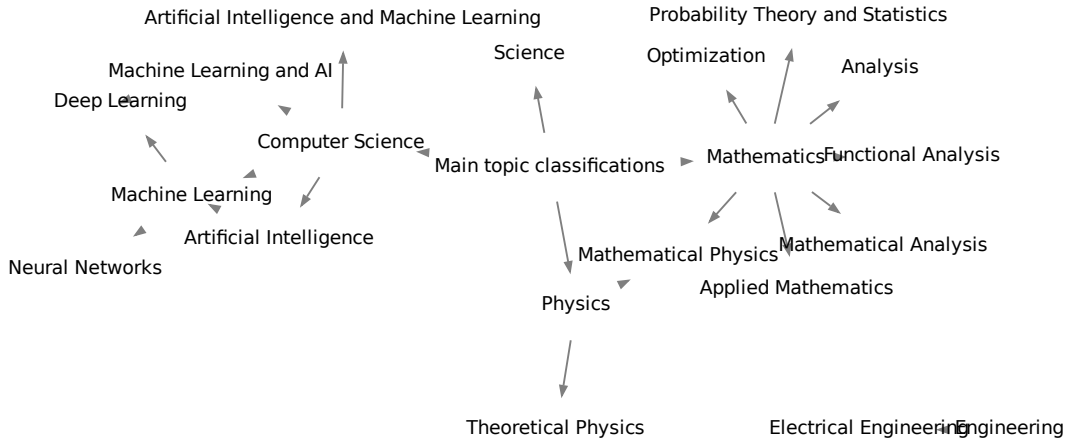 Artificial Intelligence and Machine Learning
Probability Theory and Statistics
Science
Optimization
Analysis
Machine Learning and AI
Deep Learning
Computer Science
Main topic classifications
Mathematics
Functional Analysis
Machine Learning
Artificial Intelligence
Mathematical Physics
Mathematical Analysis
Neural Networks
Applied Mathematics
Physics
Theoretical Physics
Electrical Engineering
Engineering